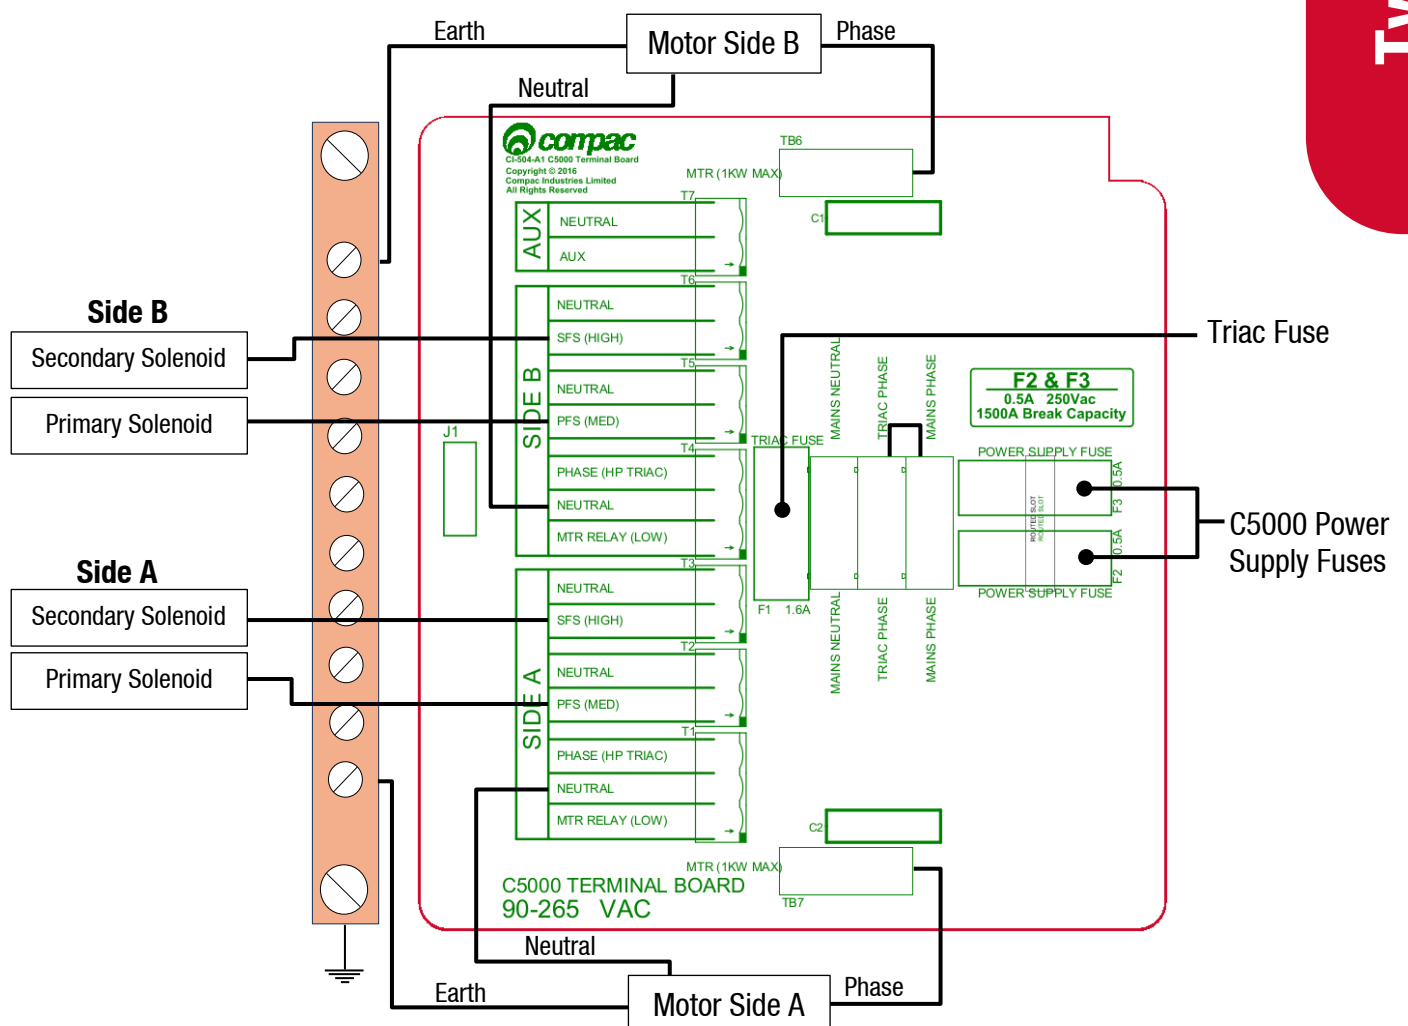 Tw
Earth
Motor Side B
Phase
Neutral
compac
CI-504-A1 C5000 Terminal Board
Copyright © 2016
Compac Industries Limited
All Rights Reserved
TB6
MTR (1KW MAX)
C1
T7
AUX
NEUTRAL
AUX
T6
SIDE B
NEUTRAL
SFS (HIGH)
T5
NEUTRAL
PFS (MED)
T4
PHASE (HP TRIAC)
NEUTRAL
MTR RELAY (LOW)
Side B
Secondary Solenoid
Primary Solenoid
J1
Triac Fuse
MAINS NEUTRAL
TRIAC PHASE
MAINS PHASE
F2 & F3
0.5A 250Vac
1500A Break Capacity
TRIAC FUSE
F1 1.6A
POWER SUPPLY FUSE
F3 0.5A
ROUTED SLOT
ROUTED SLOT
F2 0.5A
POWER SUPPLY FUSE
C5000 Power
Supply Fuses
MAINS NEUTRAL
TRIAC PHASE
MAINS PHASE
Side A
Secondary Solenoid
Primary Solenoid
T3
SIDE A
NEUTRAL
SFS (HIGH)
T2
NEUTRAL
PFS (MED)
T1
PHASE (HP TRIAC)
NEUTRAL
MTR RELAY (LOW)
C2
MTR (1KW MAX)
TB7
C5000 TERMINAL BOARD
90-265 VAC
Neutral
Earth
Motor Side A
Phase